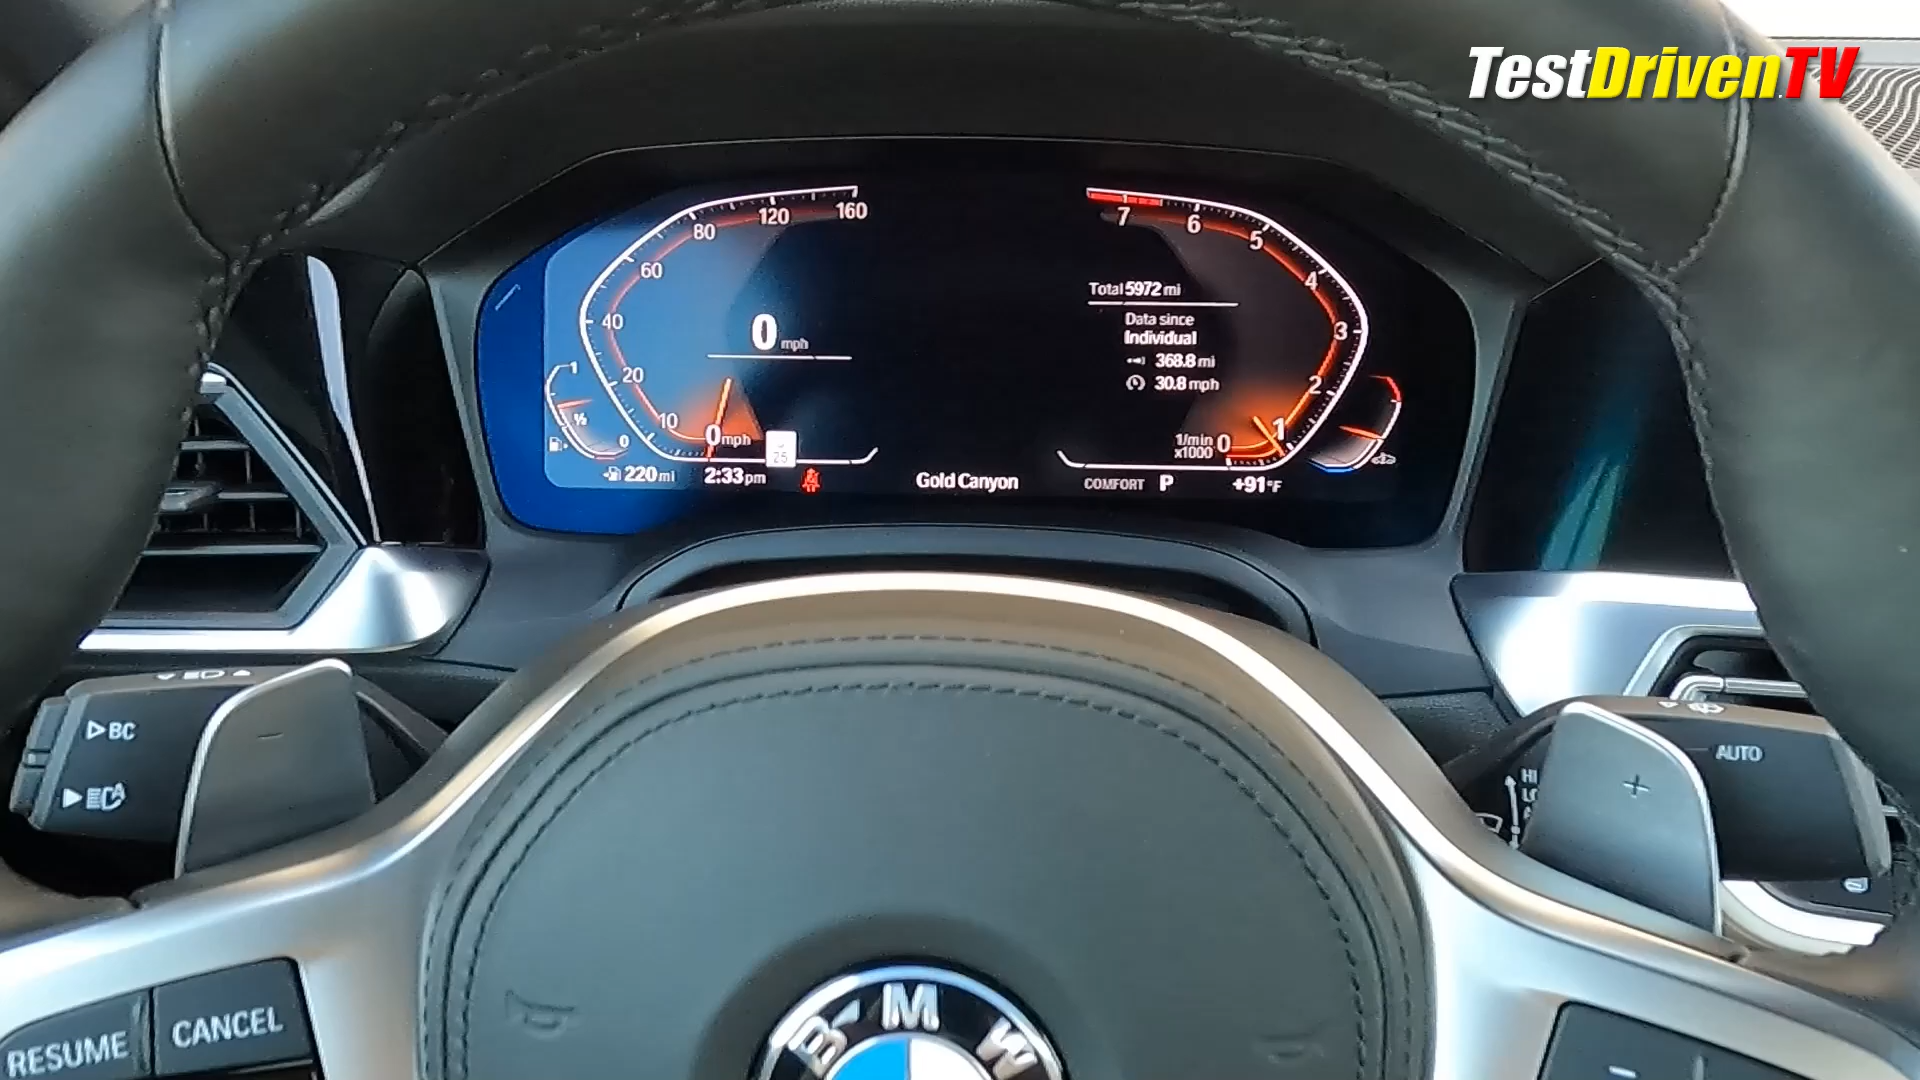 TestDrivenTV
120 160
80
60
40
20
10
0 mph
0 mph
25
1
½
0
220 mi
2:33 pm
Gold Canyon
7
6
5
4
3
2
1
0
1/min
x1000
Total 5972 mi
Data since
Individual
368.8 mi
30.8 mph
COMFORT P
+91°F
BC
A
−
+
AUTO
HI
RESUME
CANCEL
BMW
−